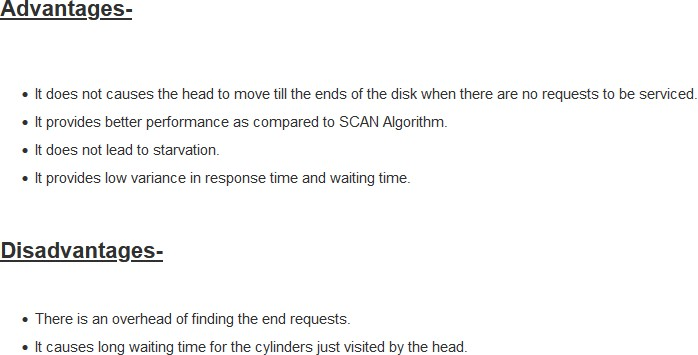 Advantages-
• It does not causes the head to move till the ends of the disk when there are no requests to be serviced.
• It provides better performance as compared to SCAN Algorithm.
• It does not lead to starvation.
• It provides low variance in response time and waiting time.
Disadvantages-
• There is an overhead of finding the end requests.
• It causes long waiting time for the cylinders just visited by the head.